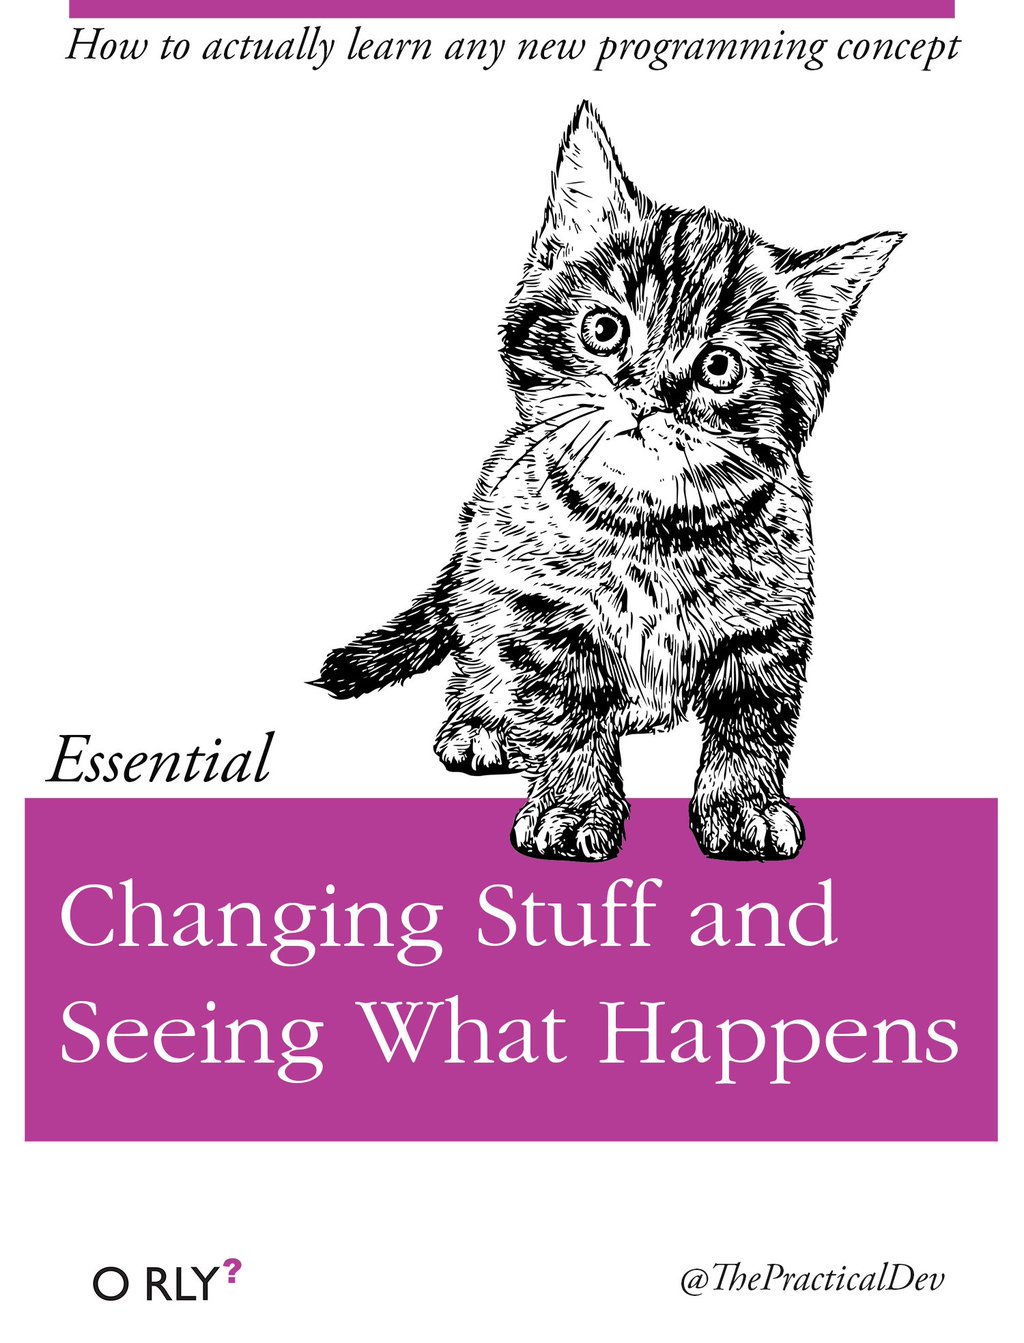 How to actually learn any new programming concept
Essential
Changing Stuff and
Seeing What Happens
O RLY?
@ThePracticalDev